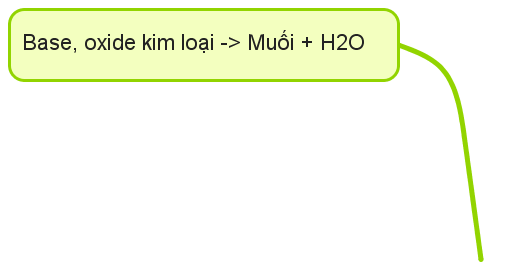 Base, oxide kim loại -> Muối + H2O